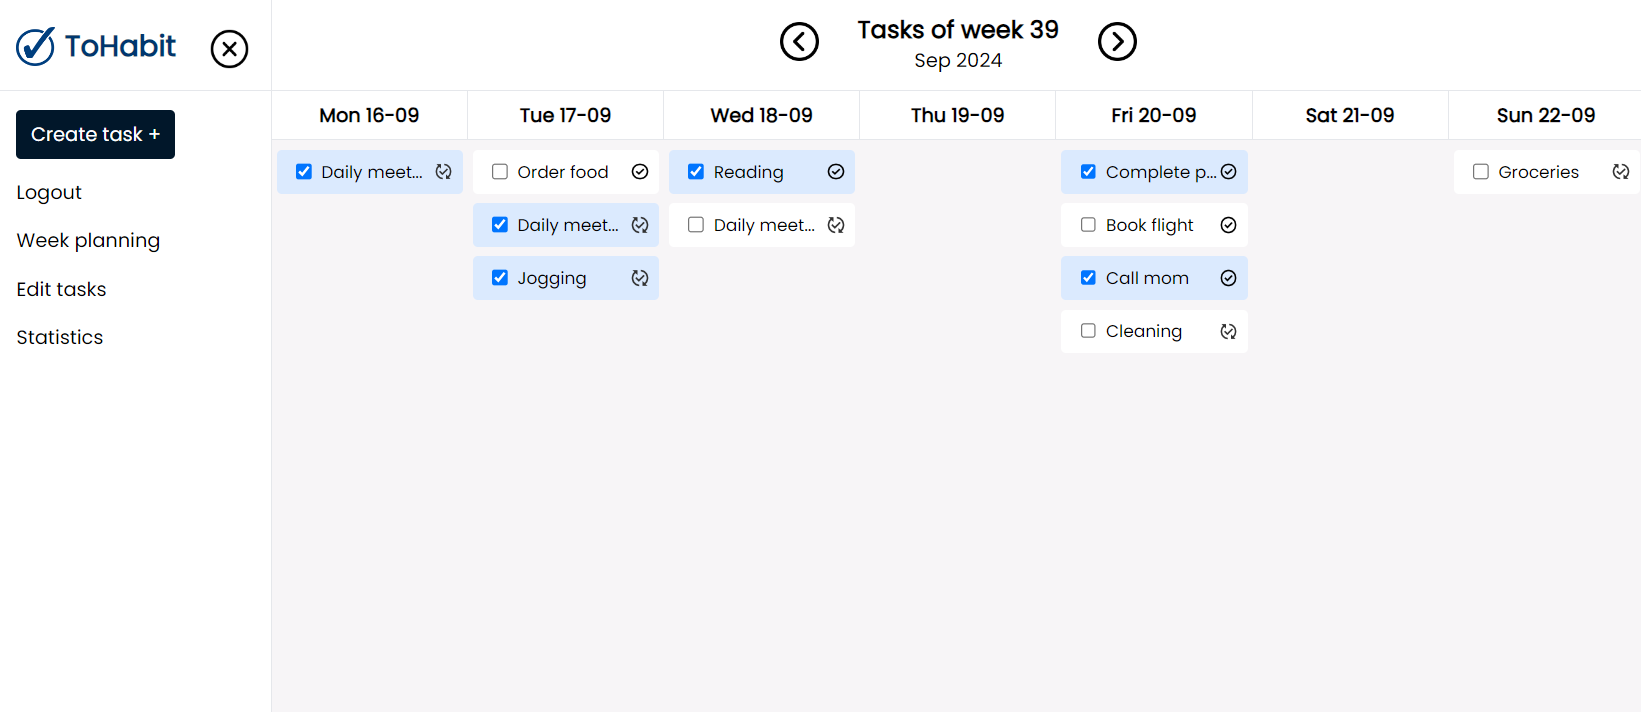 ToHabit
Tasks of week 39
Sep 2024
Create task +
Logout
Week planning
Edit tasks
Statistics
Mon 16-09
Tue 17-09
Wed 18-09
Thu 19-09
Fri 20-09
Sat 21-09
Sun 22-09
Daily meet...
Order food
Daily meet...
Jogging
Reading
Daily meet...
Complete p...
Book flight
Call mom
Cleaning
Groceries